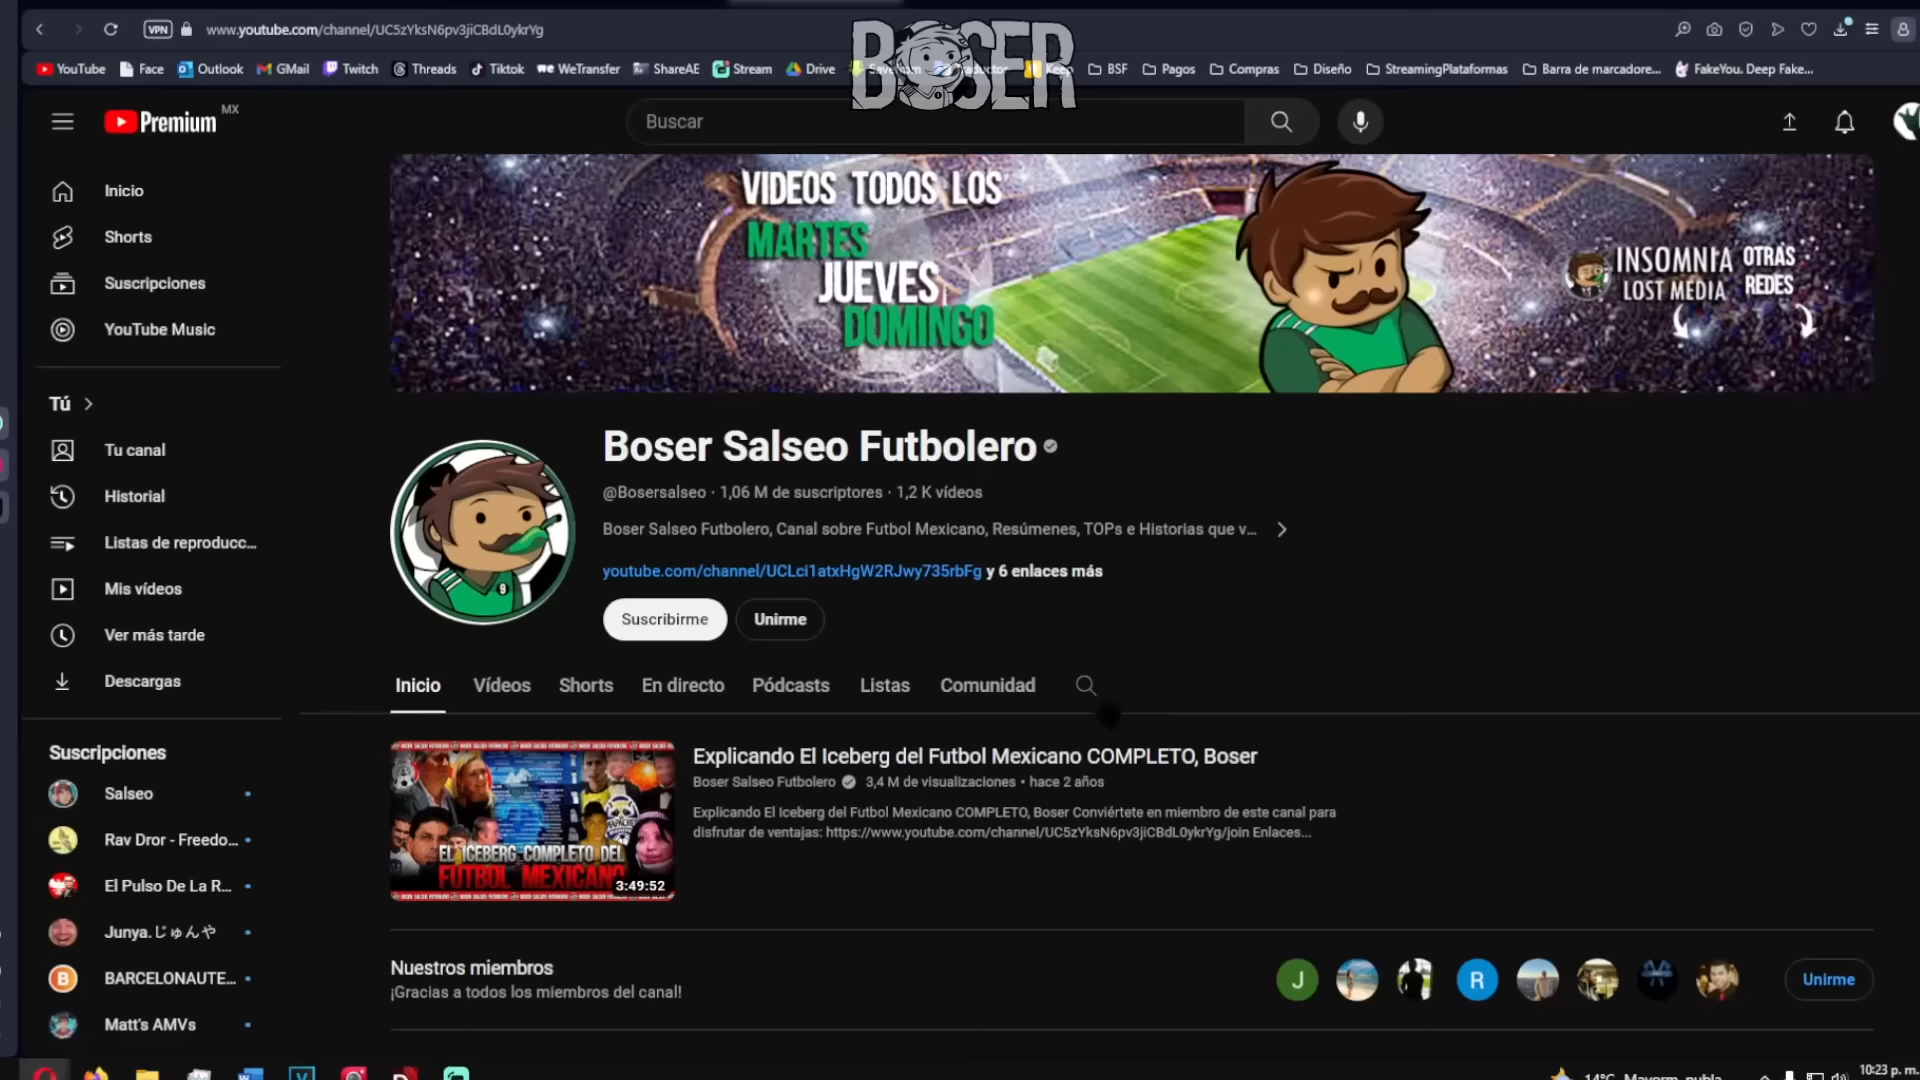 BOSER
VPN
www.youtube.com/channel/UC5zYksN6pv3jiCBdL0ykrYg
YouTube
Face
Outlook
GMail
Twitch
Threads
Tiktok
WeTransfer
ShareAE
Stream
Drive
BSF
Pagos
Compras
Diseño
StreamingPlataformas
Barra de marcadore...
FakeYou. Deep Fake...
Premium MX
Buscar
Inicio
Shorts
Suscripciones
YouTube Music
Tú
Tu canal
Historial
Listas de reproducc...
Mis vídeos
Ver más tarde
Descargas
Suscripciones
Salseo
Rav Dror - Freedo...
El Pulso De La R...
Junya.じゅんや
BARCELONAUTE...
Matt's AMVs
VIDEOS TODOS LOS
MARTES
JUEVES
DOMINGO
INSOMNIA
LOST MEDIA
OTRAS
REDES
Boser Salseo Futbolero
@Bosersalseo · 1,06 M de suscriptores · 1,2 K vídeos
Boser Salseo Futbolero, Canal sobre Futbol Mexicano, Resúmenes, TOPs e Historias que v...
youtube.com/channel/UCLci1atxHgW2RJwy735rbFg y 6 enlaces más
Suscribirme
Unirme
Inicio
Vídeos
Shorts
En directo
Pódcasts
Listas
Comunidad
EL ICEBERG COMPLETO DEL
FUTBOL MEXICANO
3:49:52
Explicando El Iceberg del Futbol Mexicano COMPLETO, Boser
Boser Salseo Futbolero 3,4 M de visualizaciones • hace 2 años
Explicando El Iceberg del Futbol Mexicano COMPLETO, Boser Conviértete en miembro de este canal para
disfrutar de ventajas: https://www.youtube.com/channel/UC5zYksN6pv3jiCBdL0ykrYg/join Enlaces...
Nuestros miembros
¡Gracias a todos los miembros del canal!
J
R
Unirme
14°C
10:23 p. m.